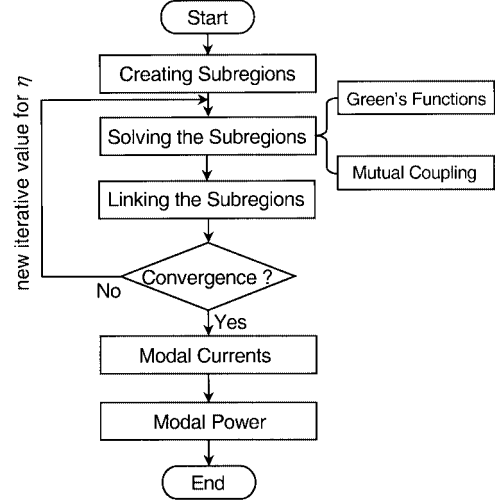 Start
Creating Subregions
new iterative value for η
Solving the Subregions
Green's Functions
Mutual Coupling
Linking the Subregions
Convergence ?
No
Yes
Modal Currents
Modal Power
End